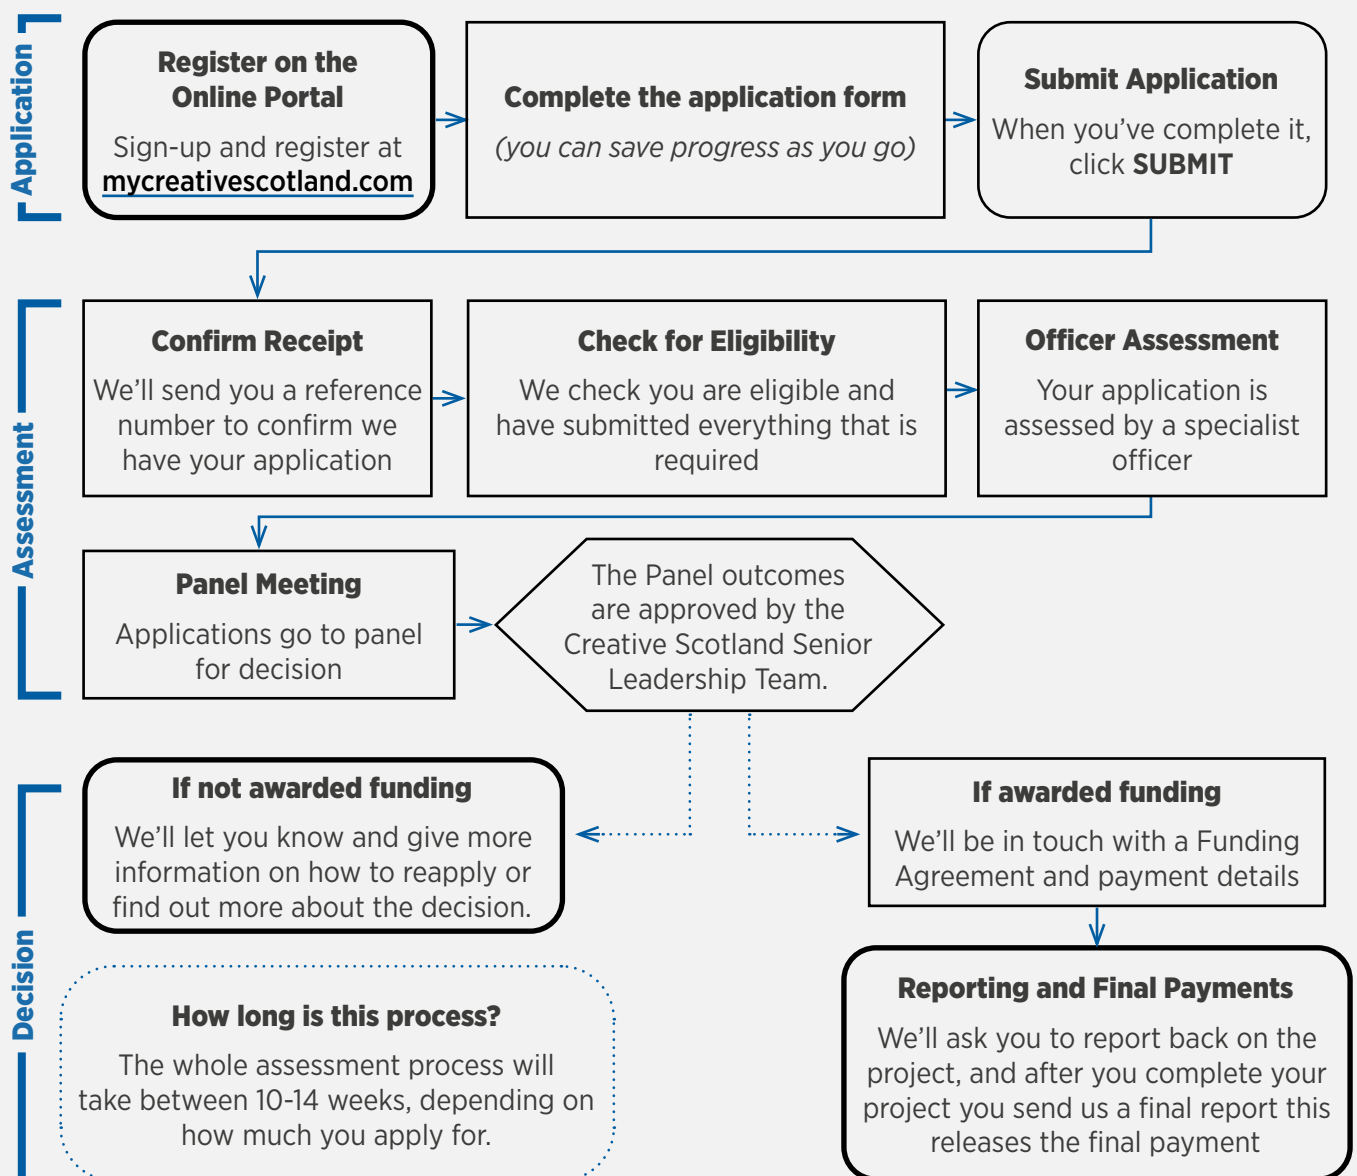 Application
Register on the
Online Portal
Sign-up and register at
mycreativescotland.com
Complete the application form
(you can save progress as you go)
Submit Application
When you've complete it,
click SUBMIT
Assessment
Confirm Receipt
We'll send you a reference
number to confirm we
have your application
Check for Eligibility
We check you are eligible and
have submitted everything that is
required
Officer Assessment
Your application is
assessed by a specialist
officer
Panel Meeting
Applications go to panel
for decision
The Panel outcomes
are approved by the
Creative Scotland Senior
Leadership Team.
Decision
If not awarded funding
We'll let you know and give more
information on how to reapply or
find out more about the decision.
If awarded funding
We'll be in touch with a Funding
Agreement and payment details
How long is this process?
The whole assessment process will
take between 10-14 weeks, depending on
how much you apply for.
Reporting and Final Payments
We'll ask you to report back on the
project, and after you complete your
project you send us a final report this
releases the final payment